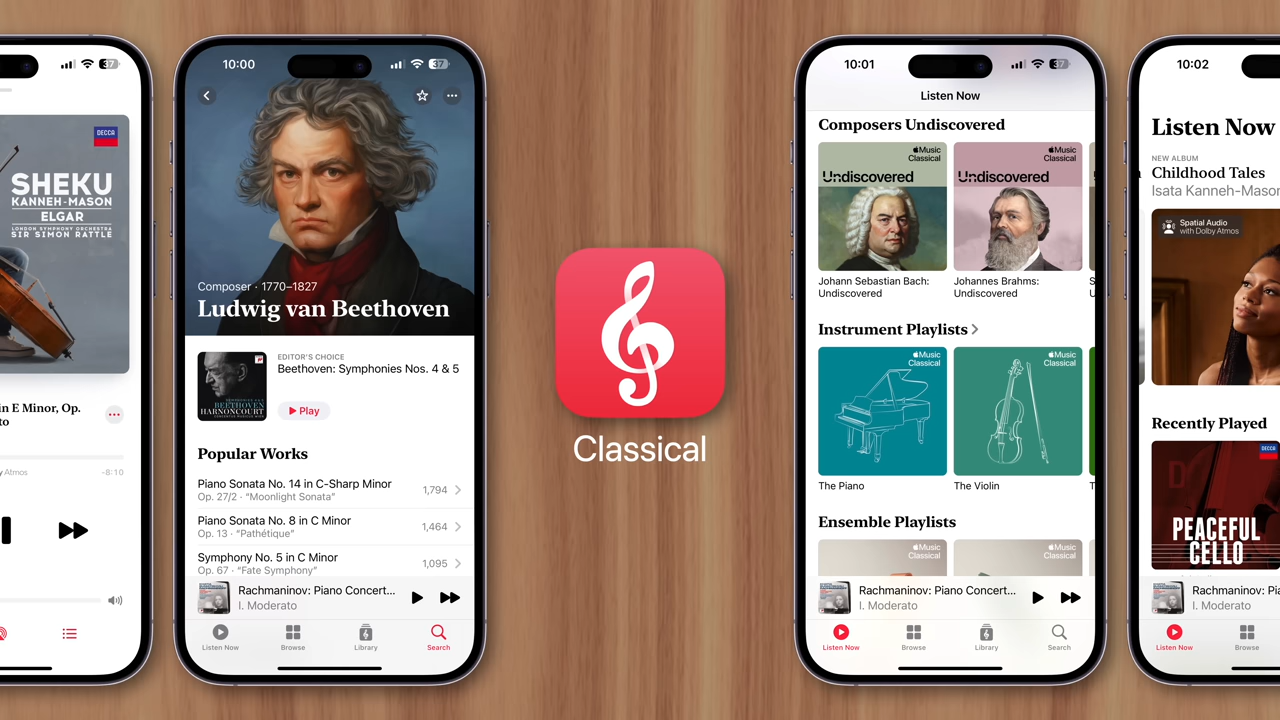 DECCA
SHEKU
KANNEH-MASON
ELGAR
LONDON SYMPHONY ORCHESTRA
SIR SIMON RATTLE
in E Minor, Op.
Atmos
-8:10
10:00
37
Composer · 1770–1827
Ludwig van Beethoven
EDITOR'S CHOICE
Beethoven: Symphonies Nos. 4 & 5
BEETHOVEN
HARNONCOURT
Play
Popular Works
Piano Sonata No. 14 in C-Sharp Minor
Op. 27/2 · “Moonlight Sonata”
1,794
Piano Sonata No. 8 in C Minor
Op. 13 · “Pathétique”
1,464
Symphony No. 5 in C Minor
Op. 67 · “Fate Symphony”
1,095
Rachmaninov: Piano Concert...
I. Moderato
Listen Now
Browse
Library
Search
Classical
10:01
37
Listen Now
Composers Undiscovered
Music
Classical
Undiscovered
Music
Classical
Undiscovered
Johann Sebastian Bach:
Undiscovered
Johannes Brahms:
Undiscovered
Instrument Playlists
Music
Classical
Music
Classical
The Piano
The Violin
Ensemble Playlists
Music
Classical
Music
Classical
Rachmaninov: Piano Concert...
I. Moderato
Listen Now
Browse
Library
Search
10:02
Listen Now
NEW ALBUM
Childhood Tales
Isata Kanneh-Mason
Spatial Audio
with Dolby Atmos
Recently Played
DECCA
PEACEFUL
CELLO
Rachmaninov:
I. Moderato
Listen Now
Browse